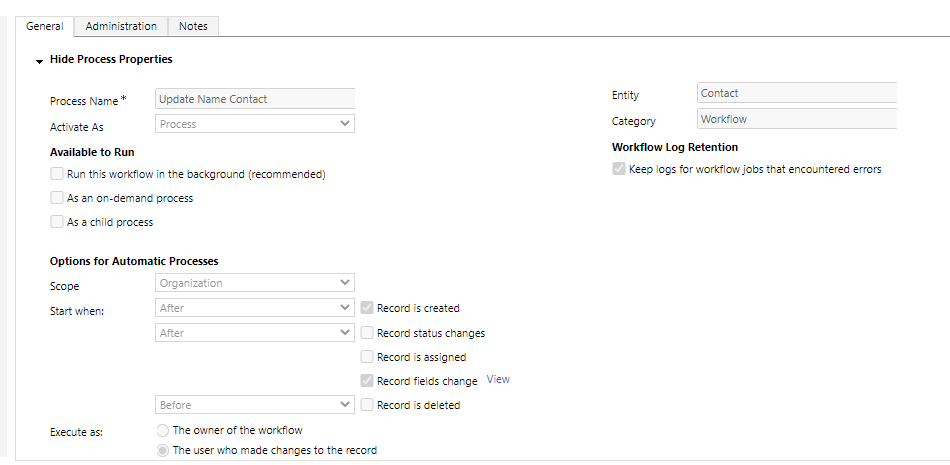 General Administration Notes
Hide Process Properties
Process Name * Update Name Contact
Activate As Process
Available to Run
Run this workflow in the background (recommended)
As an on-demand process
As a child process
Entity Contact
Category Workflow
Workflow Log Retention
Keep logs for workflow jobs that encountered errors
Options for Automatic Processes
Scope Organization
Start when: After Record is created
After Record status changes
Record is assigned
Record fields change View
Before Record is deleted
Execute as: The owner of the workflow
The user who made changes to the record